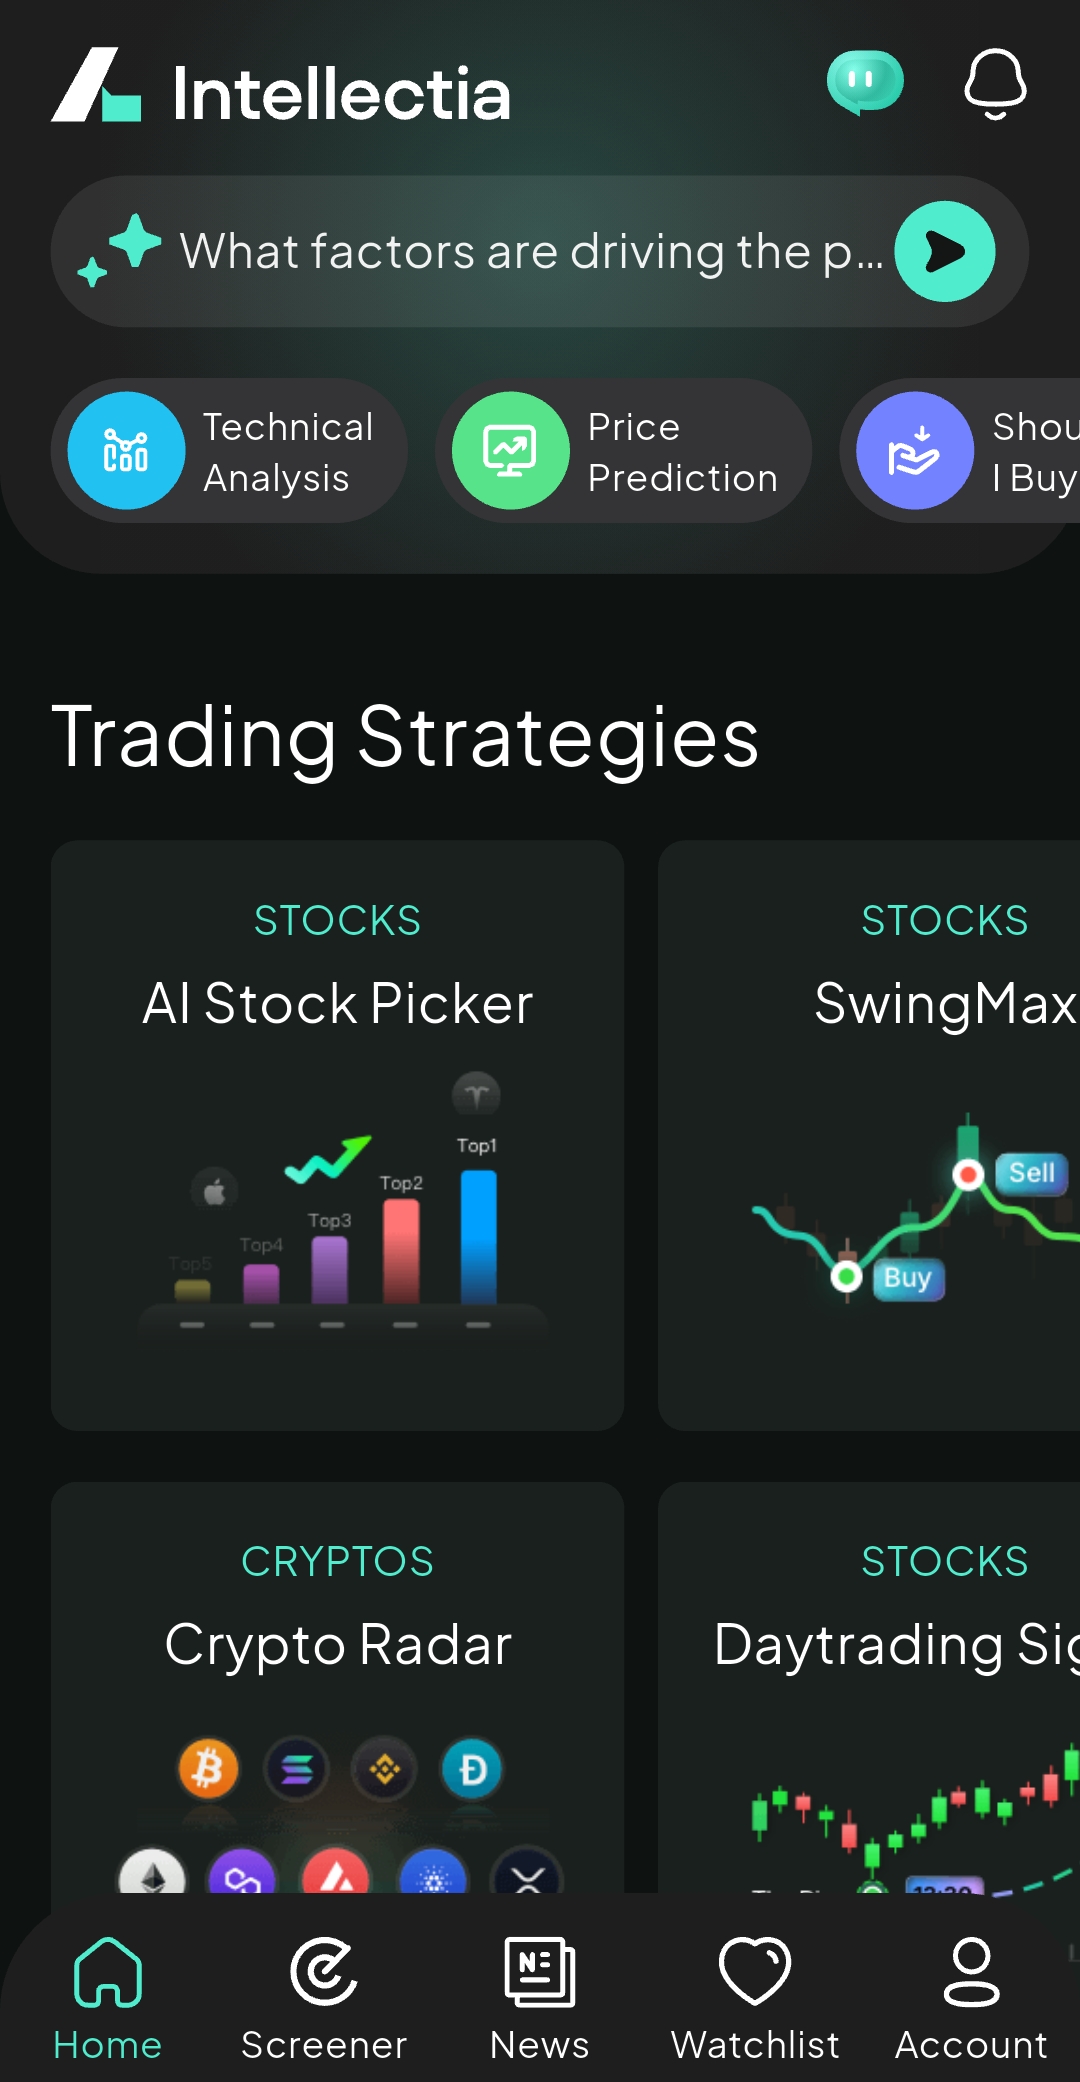 Intellectia
What factors are driving the p...
Technical
Analysis
Price
Prediction
Shou
I Buy
Trading Strategies
STOCKS
AI Stock Picker
Top1
Top2
Top3
Top4
Top5
STOCKS
SwingMax
Sell
Buy
CRYPTOS
Crypto Radar
STOCKS
Daytrading Sig
Home
Screener
News
Watchlist
Account